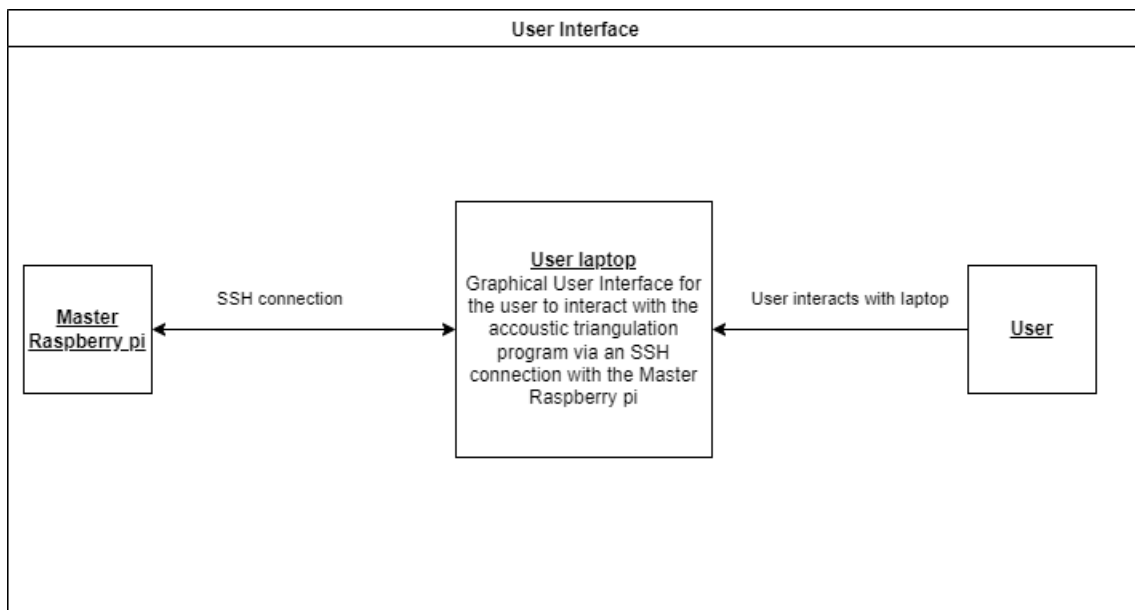 User Interface
Master
Raspberry pi
SSH connection
User laptop
Graphical User Interface for
the user to interact with the
accoustic triangulation
program via an SSH
connection with the Master
Raspberry pi
User interacts with laptop
User